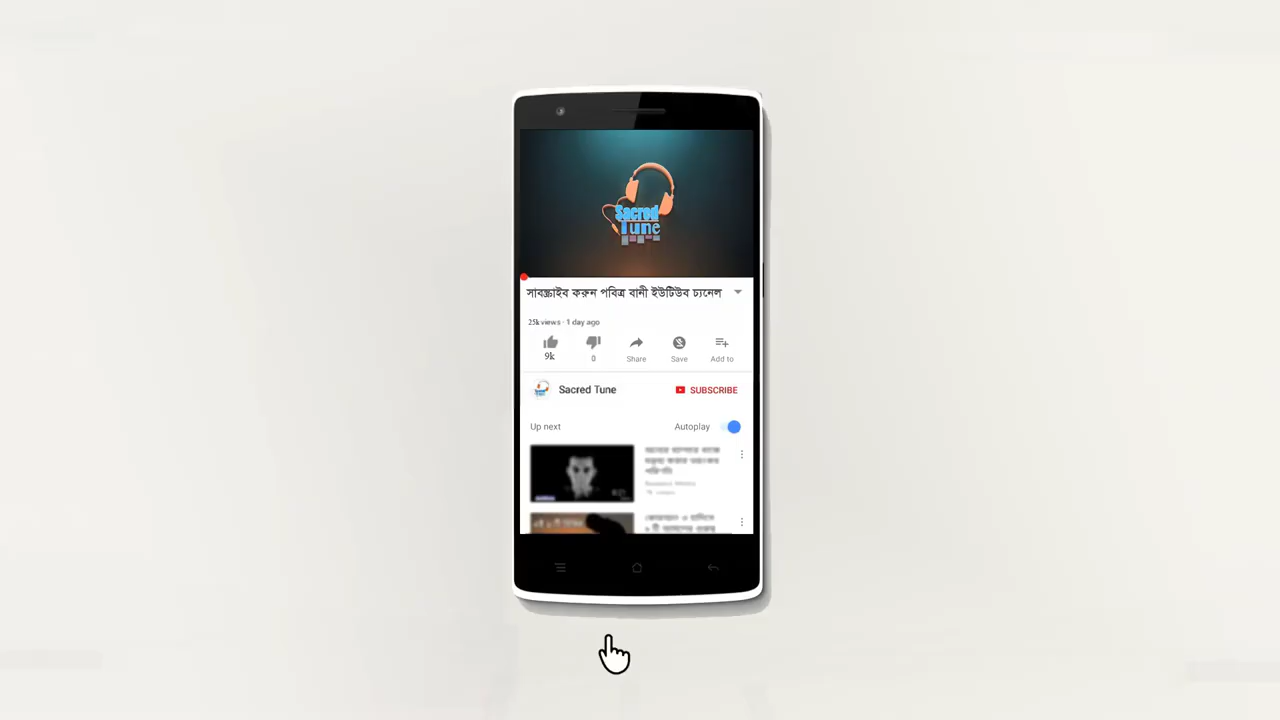 Sacred
Tune
সাবস্ক্রাইব করুন পবিত্র বানী ইউটিউব চ্যনেল
25k views · 1 day ago
9k
0
Share
Save
Add to
Sacred Tune
SUBSCRIBE
Up next
Autoplay